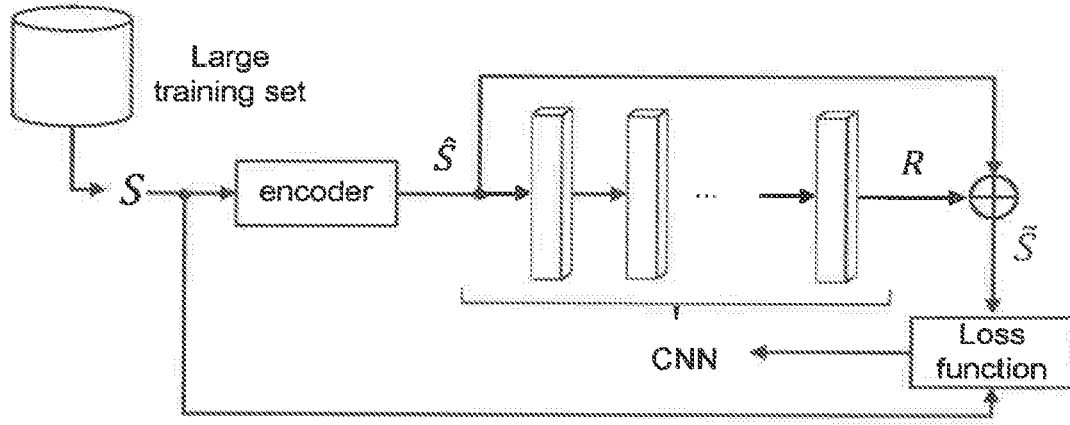 Large
training set
S
encoder
Ŝ
...
R
S̃
CNN
Loss
function